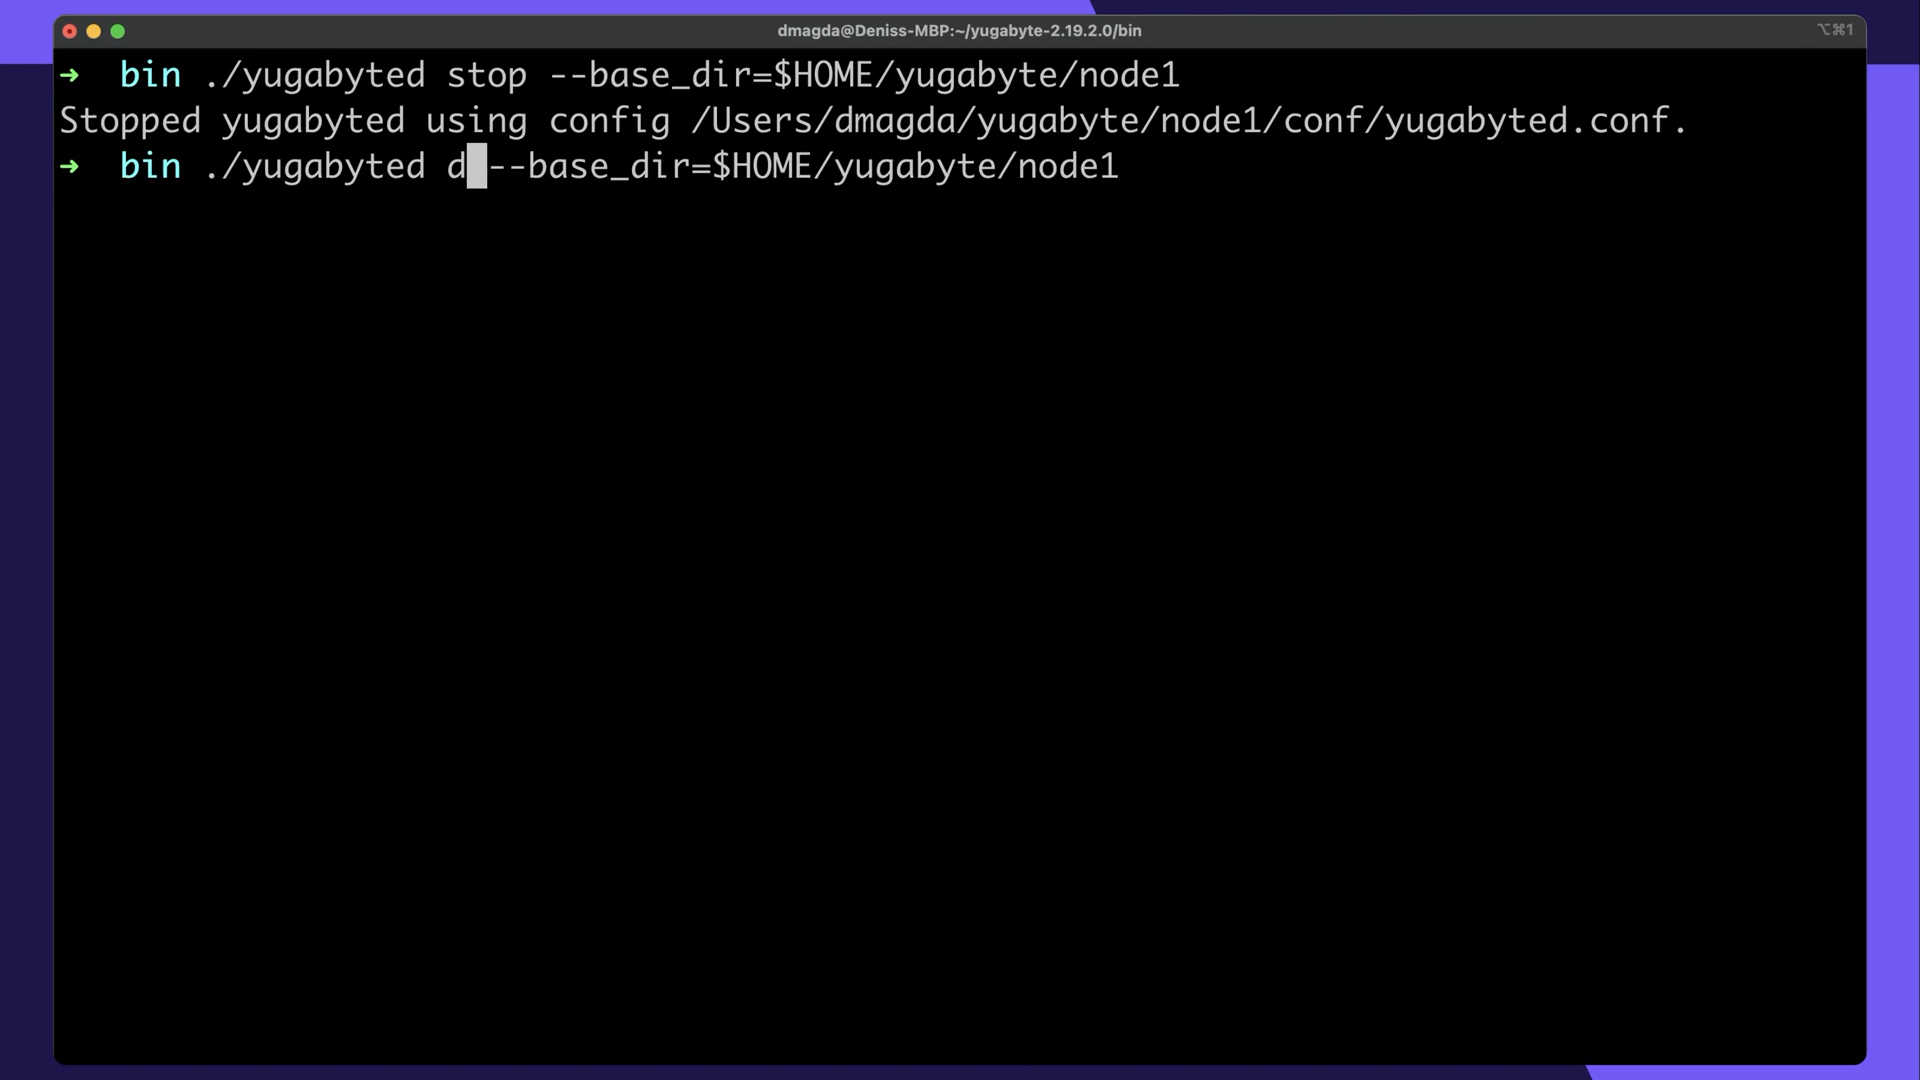 dmagda@Deniss-MBP:~/yugabyte-2.19.2.0/bin
⌥⌘1
➜ bin ./yugabyted stop --base_dir=$HOME/yugabyte/node1
Stopped yugabyted using config /Users/dmagda/yugabyte/node1/conf/yugabyted.conf.
➜ bin ./yugabyted d --base_dir=$HOME/yugabyte/node1